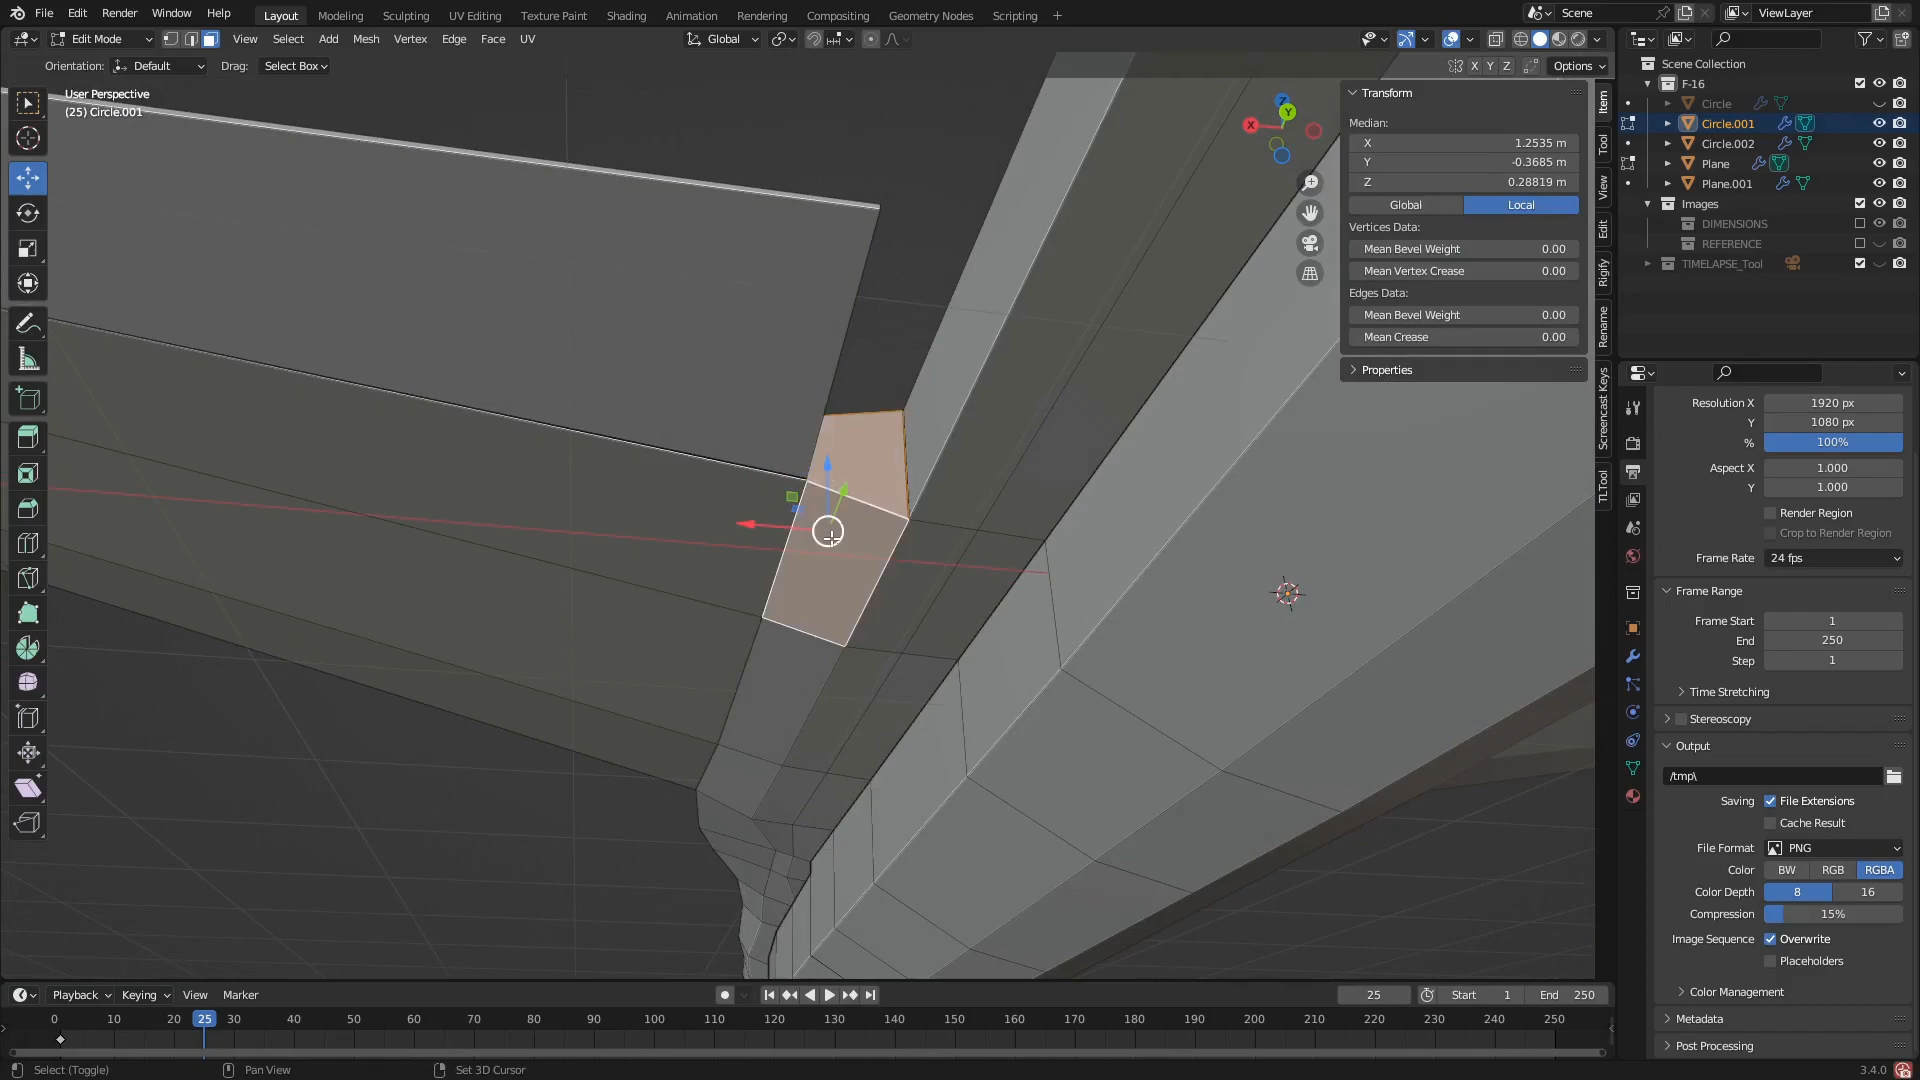 File Edit Render Window Help
Layout Modeling Sculpting UV Editing Texture Paint Shading Animation Rendering Compositing Geometry Nodes Scripting +
Scene
ViewLayer
Edit Mode View Select Add Mesh Vertex Edge Face UV
Global
Orientation: Default Drag: Select Box
X Y Z Options
User Perspective
(25) Circle.001
Z
Y
X
Transform
Median:
X 1.2535 m
Y -0.3685 m
Z 0.28819 m
Global Local
Vertices Data:
Mean Bevel Weight 0.00
Mean Vertex Crease 0.00
Edges Data:
Mean Bevel Weight 0.00
Mean Crease 0.00
Properties
Item
Tool
View
Edit
Rigify
Rename
Screencast Keys
TLTool
Scene Collection
F-16
Circle
Circle.001
Circle.002
Plane
Plane.001
Images
DIMENSIONS
REFERENCE
TIMELAPSE_Tool
Resolution X 1920 px
Y 1080 px
% 100%
Aspect X 1.000
Y 1.000
Render Region
Crop to Render Region
Frame Rate 24 fps
Frame Range
Frame Start 1
End 250
Step 1
Time Stretching
Stereoscopy
Output
/tmp\
Saving File Extensions
Cache Result
File Format PNG
Color BW RGB RGBA
Color Depth 8 16
Compression 15%
Image Sequence Overwrite
Placeholders
Color Management
Metadata
Post Processing
Playback Keying View Marker
25 Start 1 End 250
0 10 20 25 30 40 50 60 70 80 90 100 110 120 130 140 150 160 170 180 190 200 210 220 230 240 250
Select (Toggle) Pan View Set 3D Cursor
3.4.0